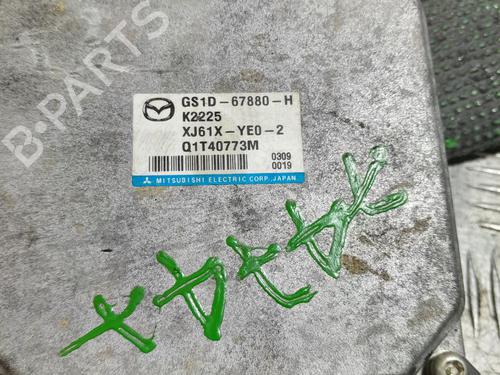 B-PARTS
GS1D-67880-H
K2225
XJ61X-YE0-2
Q1T40773M
0309
0019
MITSUBISHI ELECTRIC CORP., JAPAN